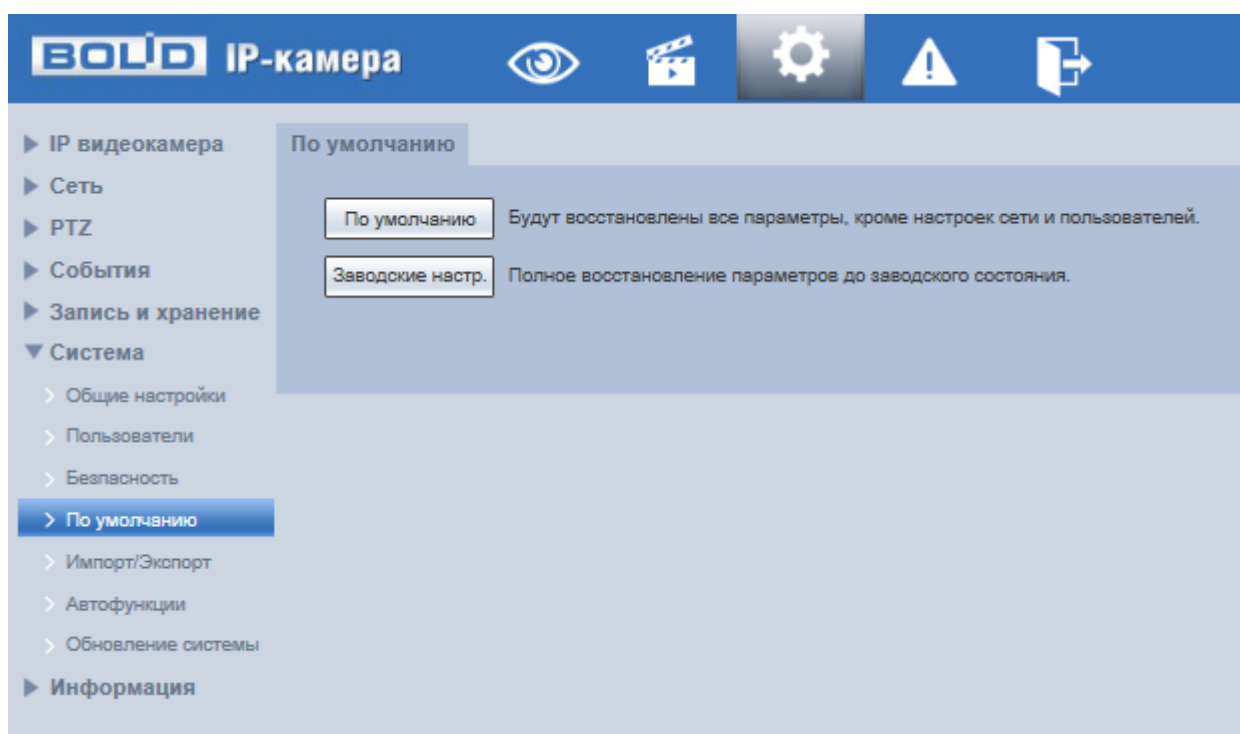 BOLID IP-камера
IP видеокамера
Сеть
PTZ
События
Запись и хранение
Система
Общие настройки
Пользователи
Безпасность
По умолчанию
Импорт/Экспорт
Автофункции
Обновление системы
Информация
По умолчанию
По умолчанию Будут восстановлены все параметры, кроме настроек сети и пользователей.
Заводские настр. Полное восстановление параметров до заводского состояния.